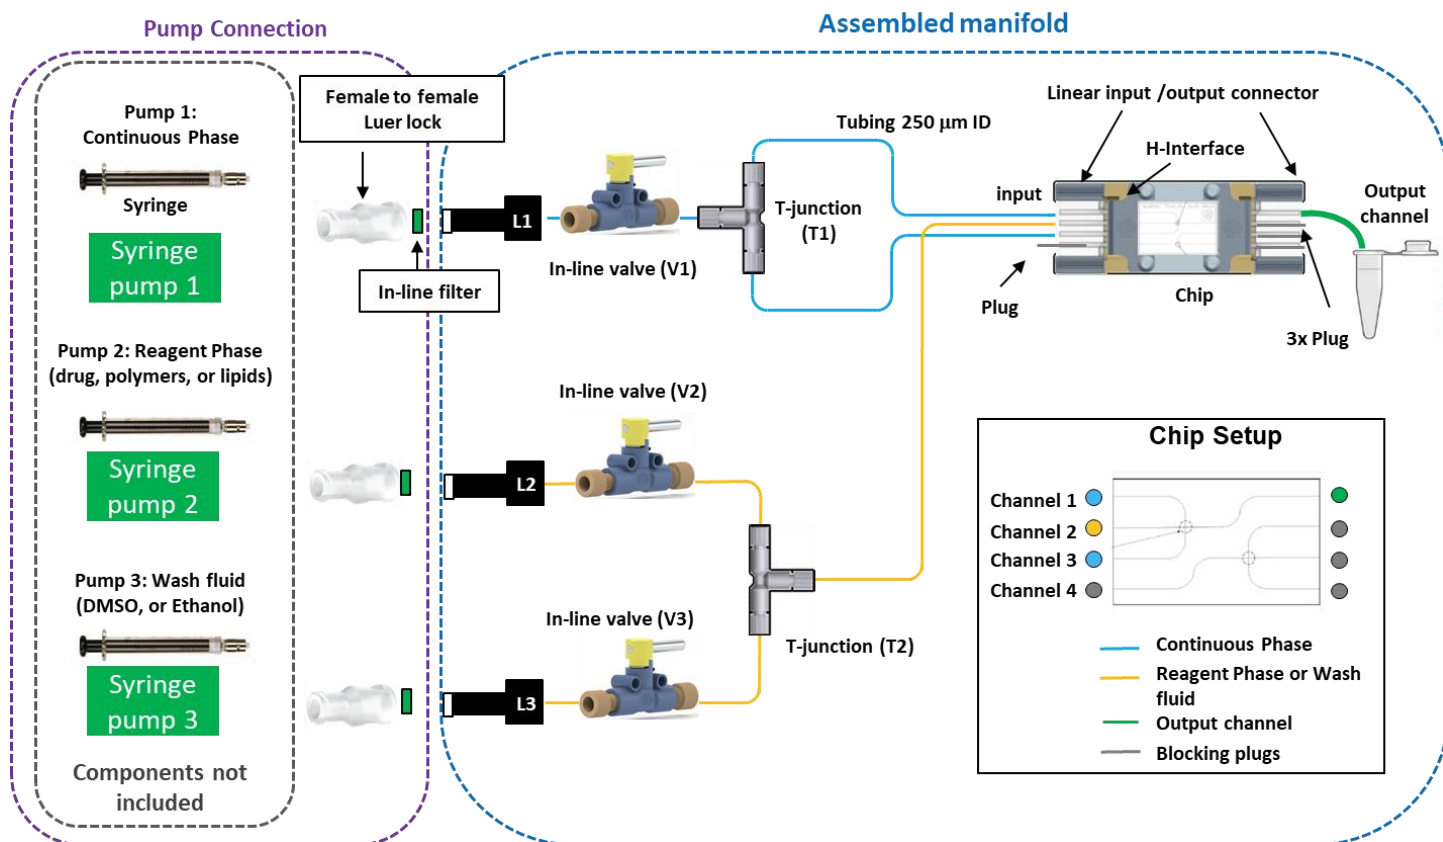 Pump Connection
Assembled manifold
Pump 1:
Continuous Phase
Syringe
Syringe
pump 1
Female to female
Luer lock
In-line filter
L1
In-line valve (V1)
T-junction
(T1)
Tubing 250 μm ID
Linear input /output connector
H-Interface
input
Output
channel
Plug
Chip
3x Plug
Pump 2: Reagent Phase
(drug, polymers, or lipids)
Syringe
pump 2
L2
In-line valve (V2)
Pump 3: Wash fluid
(DMSO, or Ethanol)
Syringe
pump 3
L3
In-line valve (V3)
T-junction (T2)
Components not
included
Chip Setup
Channel 1
Channel 2
Channel 3
Channel 4
Continuous Phase
Reagent Phase or Wash
fluid
Output channel
Blocking plugs